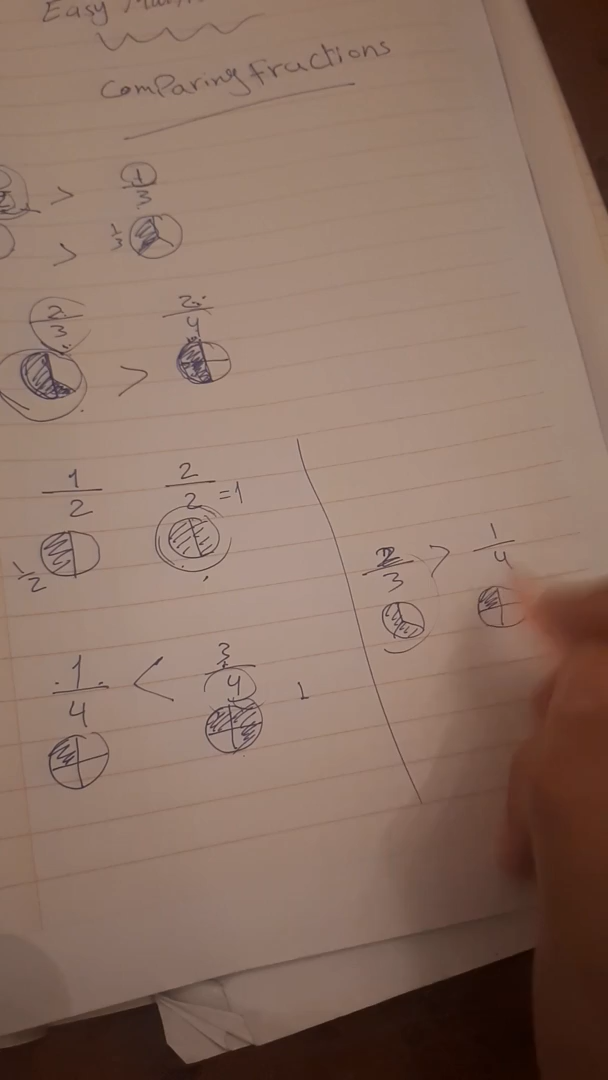 Easy
Comparing fractions
> 1/3
> 1/3
2/3 > 2/4
1/2 2/2 = 1
1/2
2/3 > 1/4
1/4 < 3/4 1